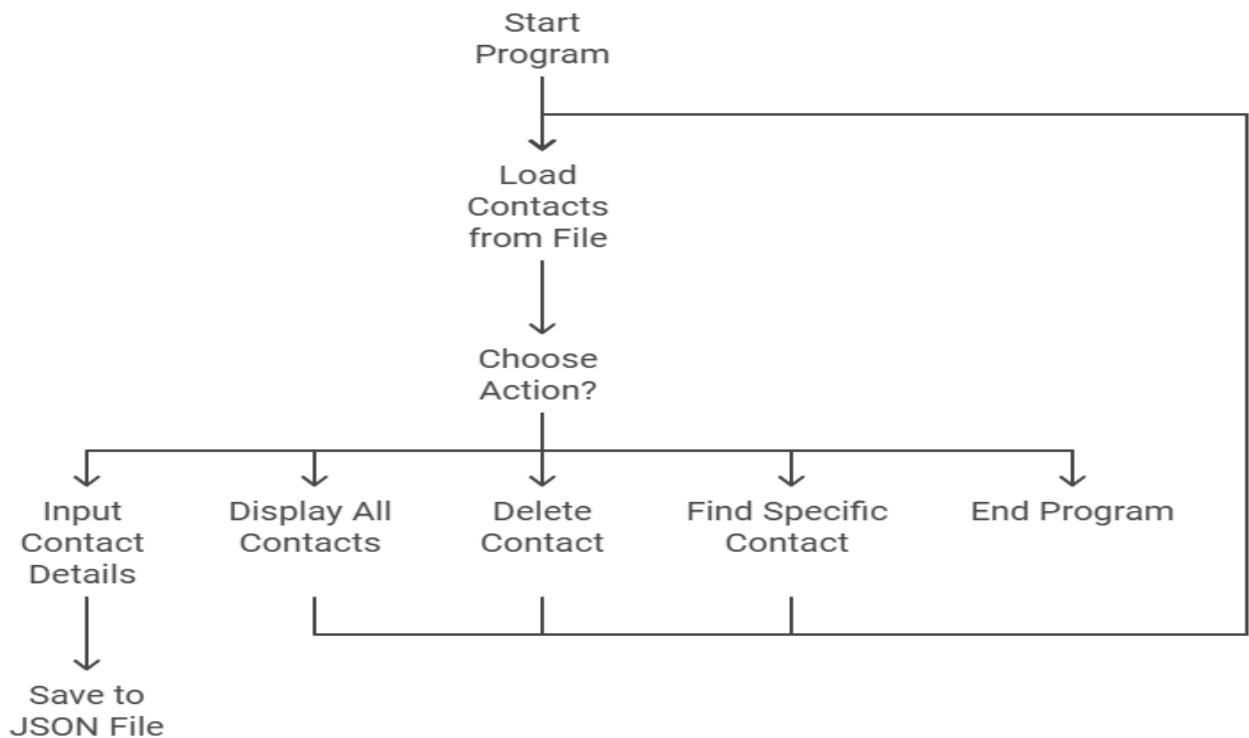 Start
Program
Load
Contacts
from File
Choose
Action?
Input
Contact
Details
Display All
Contacts
Delete
Contact
Find Specific
Contact
End Program
Save to
JSON File